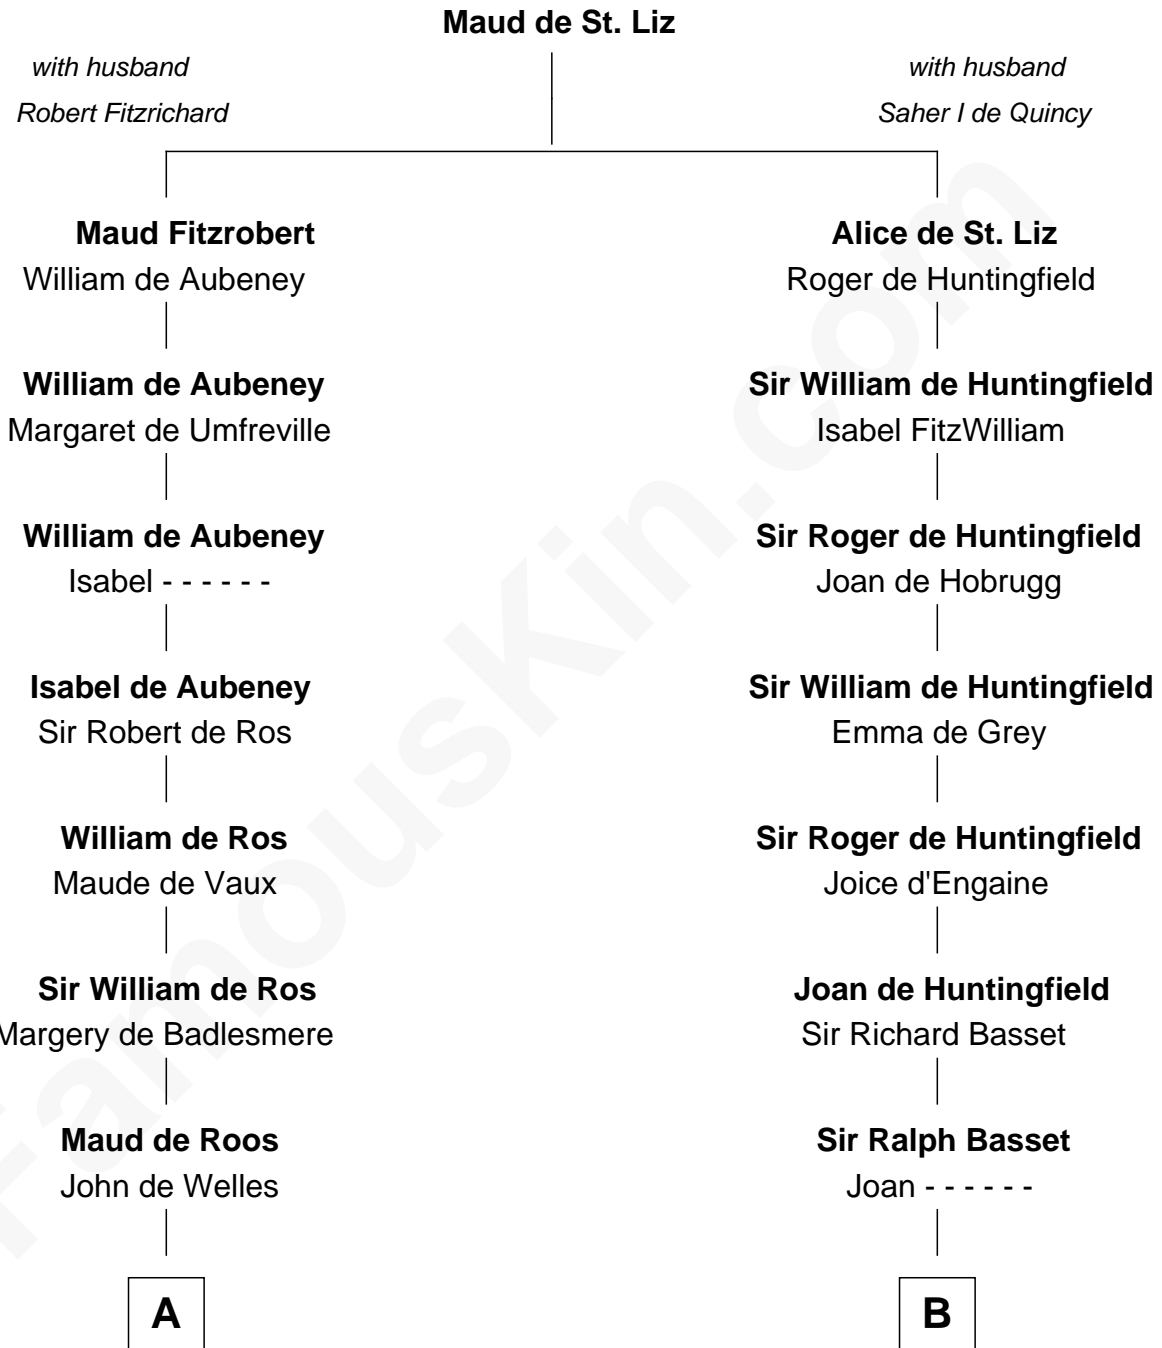 Maud de St. Liz
with husband
Robert Fitzrichard
with husband
Saher I de Quincy
Maud Fitzrobert
William de Aubeney
Alice de St. Liz
Roger de Huntingfield
William de Aubeney
Margaret de Umfreville
Sir William de Huntingfield
Isabel FitzWilliam
William de Aubeney
Isabel - - - - - -
Sir Roger de Huntingfield
Joan de Hobrugg
Isabel de Aubeney
Sir Robert de Ros
Sir William de Huntingfield
Emma de Grey
William de Ros
Maude de Vaux
Sir Roger de Huntingfield
Joice d'Engaine
Sir William de Ros
Margery de Badlesmere
Joan de Huntingfield
Sir Richard Basset
Maud de Roos
John de Welles
Sir Ralph Basset
Joan - - - - - -
A
B
FamousKin.com